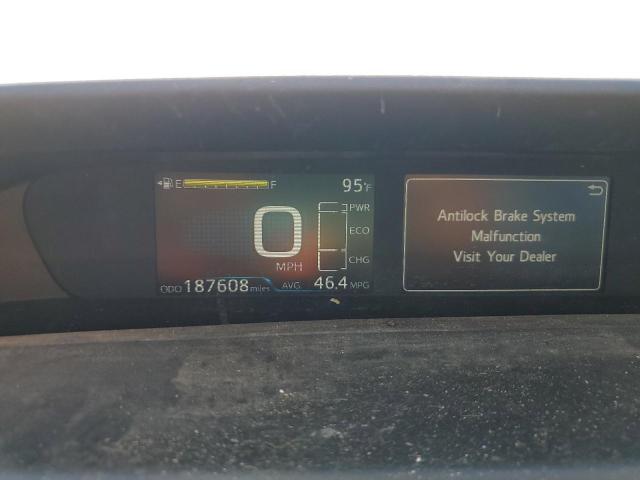 E F 95°F
0
MPH
PWR
ECO
CHG
ODO 187608 miles AVG 46.4 MPG
Antilock Brake System
Malfunction
Visit Your Dealer